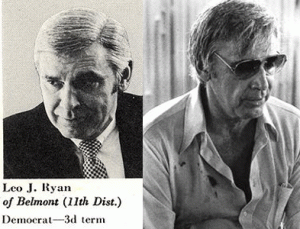 Leo J. Ryan
of Belmont (11th Dist.)
Democrat—3d term